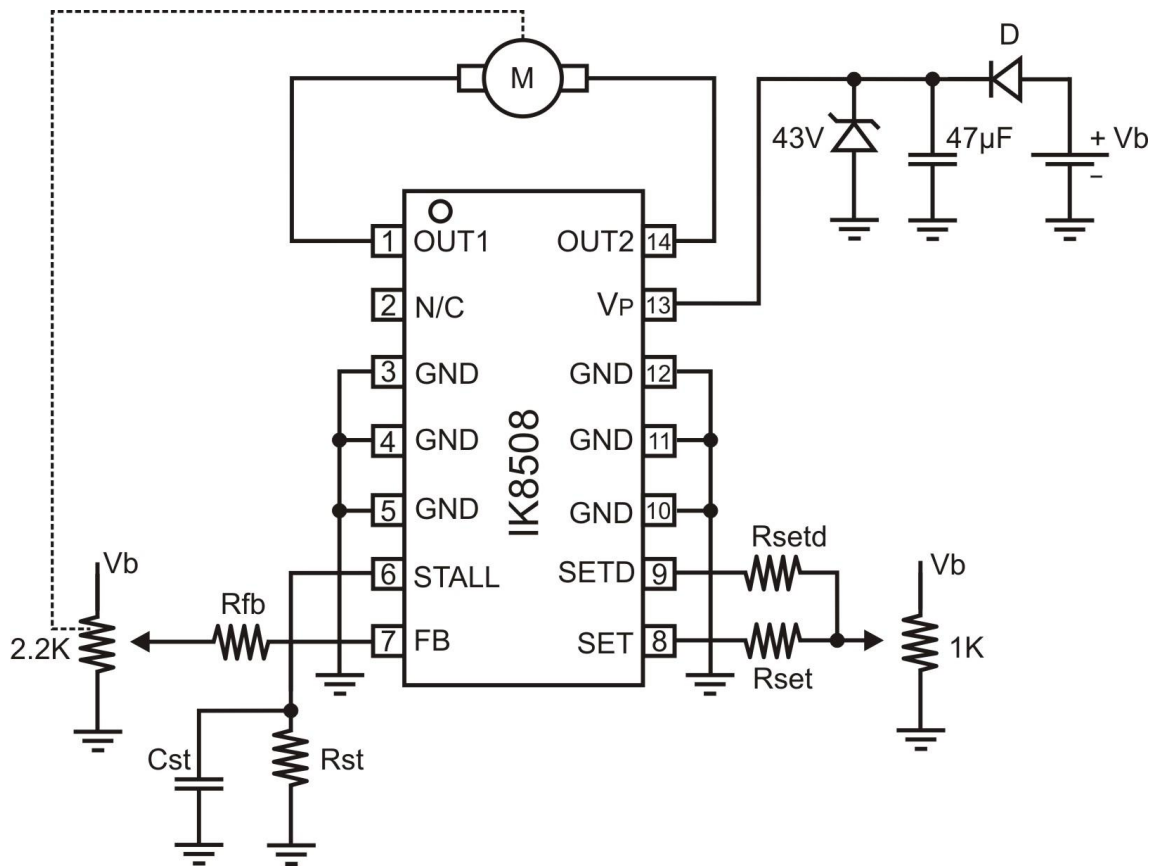 M
D
43V
47µF
+ Vb
−
1
OUT1
OUT2
14
2
N/C
VP
13
3
GND
GND
12
4
GND
GND
11
5
GND
GND
10
IK8508
6
STALL
SETD
9
Rsetd
7
FB
SET
8
Rset
Vb
2.2K
Rfb
Vb
1K
Cst
Rst